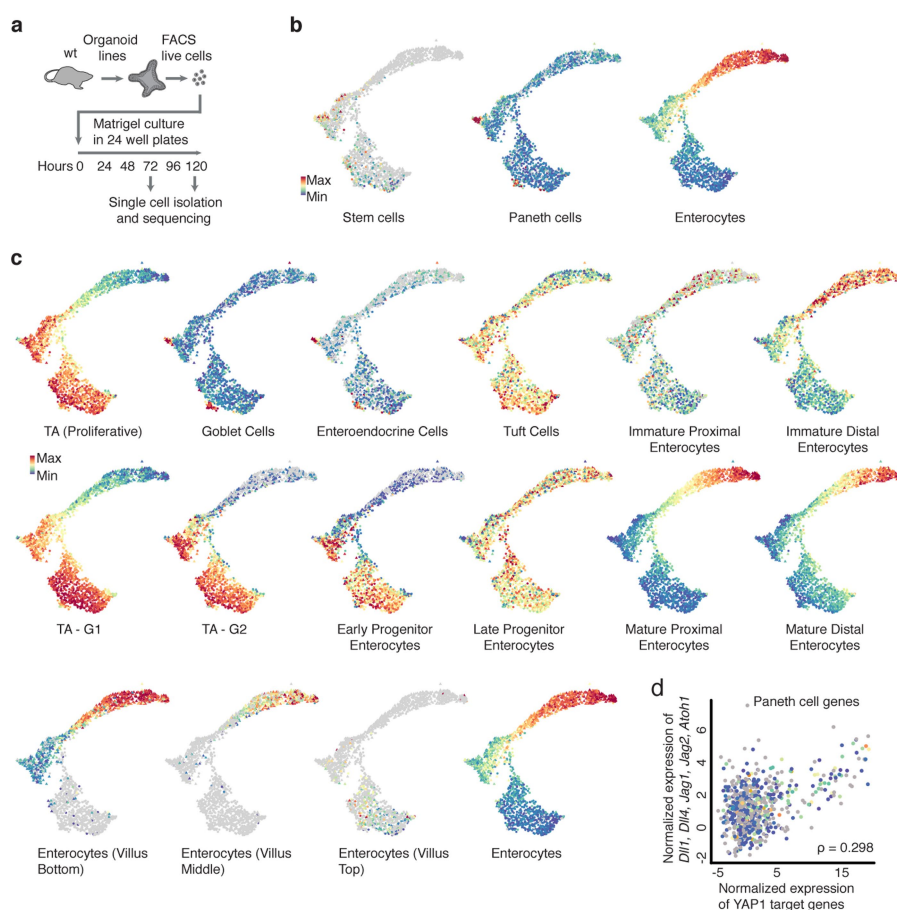 a
wt
Organoid
lines
FACS
live cells
Matrigel culture
in 24 well plates
Hours 0 24 48 72 96 120
Single cell isolation
and sequencing
b
Max
Min
Stem cells
Paneth cells
Enterocytes
c
TA (Proliferative)
Goblet Cells
Enteroendocrine Cells
Tuft Cells
Immature Proximal
Enterocytes
Immature Distal
Enterocytes
Max
Min
TA - G1
TA - G2
Early Progenitor
Enterocytes
Late Progenitor
Enterocytes
Mature Proximal
Enterocytes
Mature Distal
Enterocytes
Enterocytes (Villus
Bottom)
Enterocytes (Villus
Middle)
Enterocytes (Villus
Top)
Enterocytes
d
Paneth cell genes
Normalized expression of
Dll1, Dll4, Jag1, Jag2, Atoh1
6
4
2
0
-2
ρ = 0.298
-5 5 15
Normalized expression
of YAP1 target genes